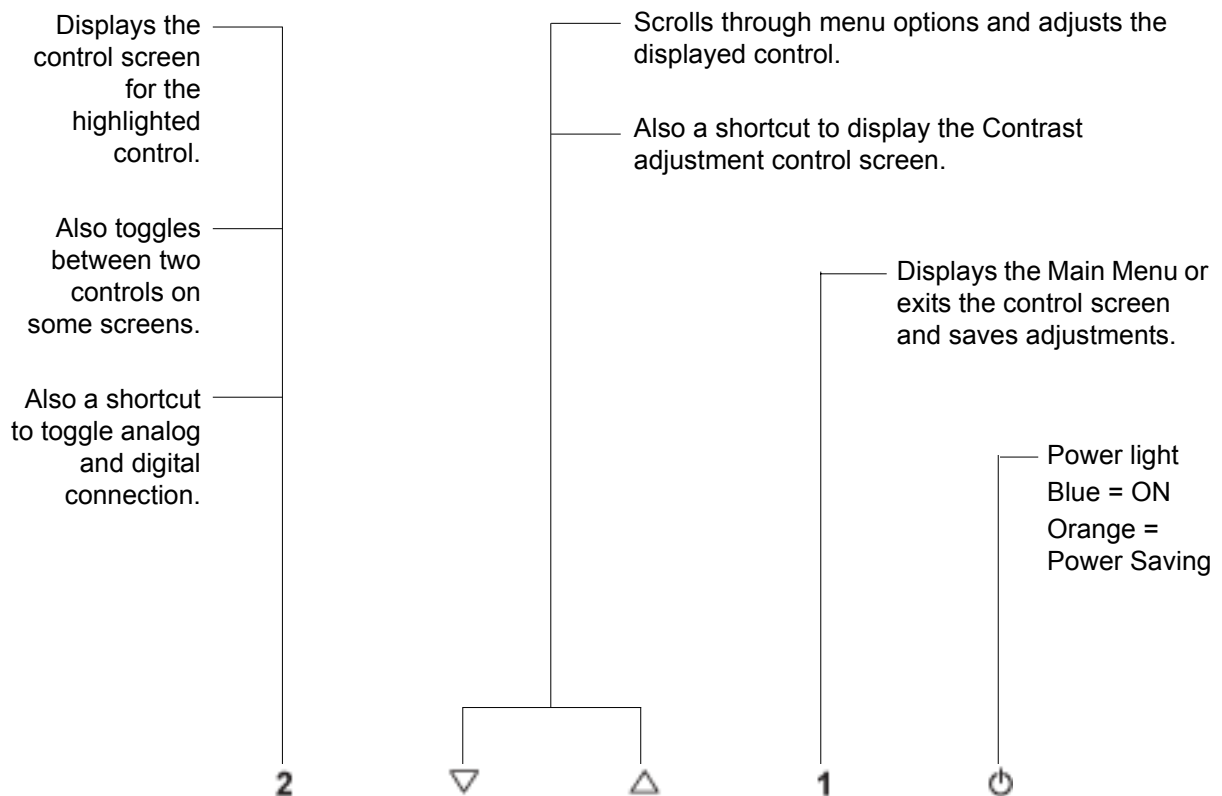 Displays the
control screen
for the
highlighted
control.
Also toggles
between two
controls on
some screens.
Also a shortcut
to toggle analog
and digital
connection.
Scrolls through menu options and adjusts the
displayed control.
Also a shortcut to display the Contrast
adjustment control screen.
Displays the Main Menu or
exits the control screen
and saves adjustments.
Power light
Blue = ON
Orange =
Power Saving
2 ▽ △ 1 ⏻